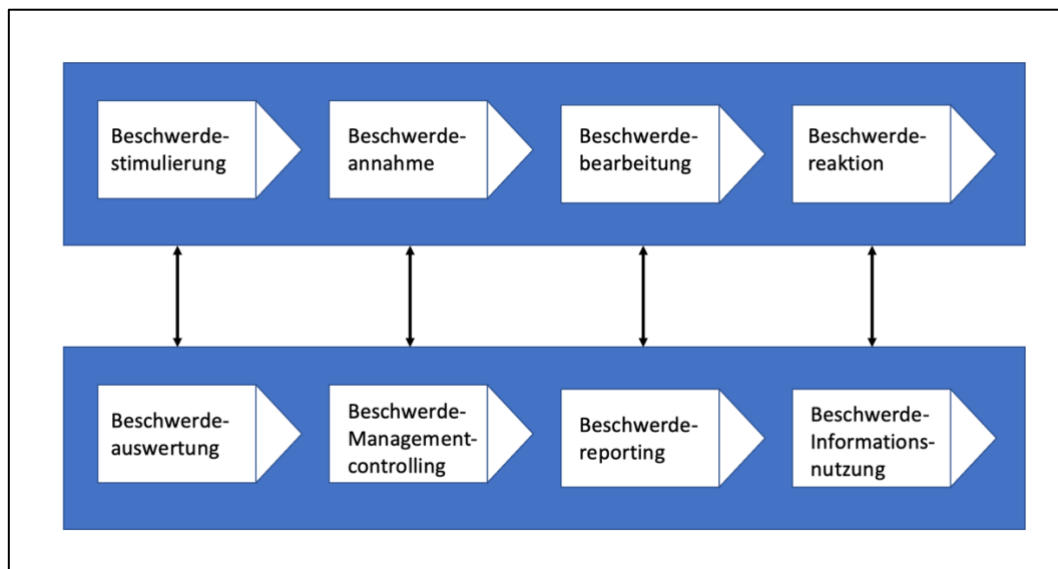 Beschwerde-
stimulierung
Beschwerde-
annahme
Beschwerde-
bearbeitung
Beschwerde-
reaktion
Beschwerde-
auswertung
Beschwerde-
Management-
controlling
Beschwerde-
reporting
Beschwerde-
Informations-
nutzung